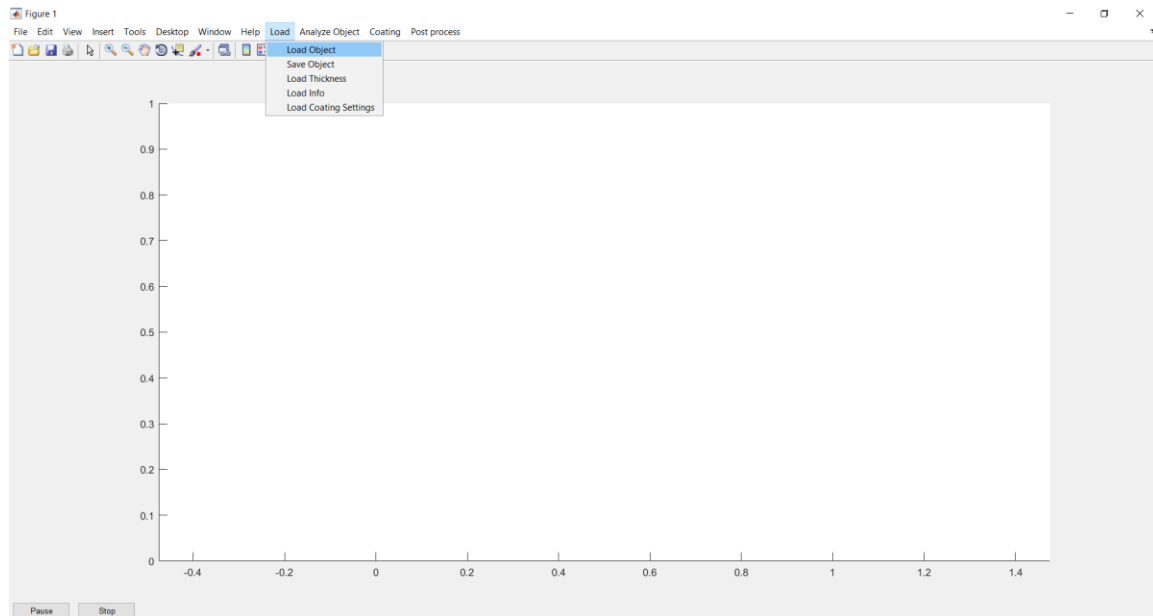 Figure 1
File Edit View Insert Tools Desktop Window Help Load Analyze Object Coating Post process
Load Object
Save Object
Load Thickness
Load Info
Load Coating Settings
1
0.9
0.8
0.7
0.6
0.5
0.4
0.3
0.2
0.1
0
-0.4 -0.2 0 0.2 0.4 0.6 0.8 1 1.2 1.4
Pause Stop